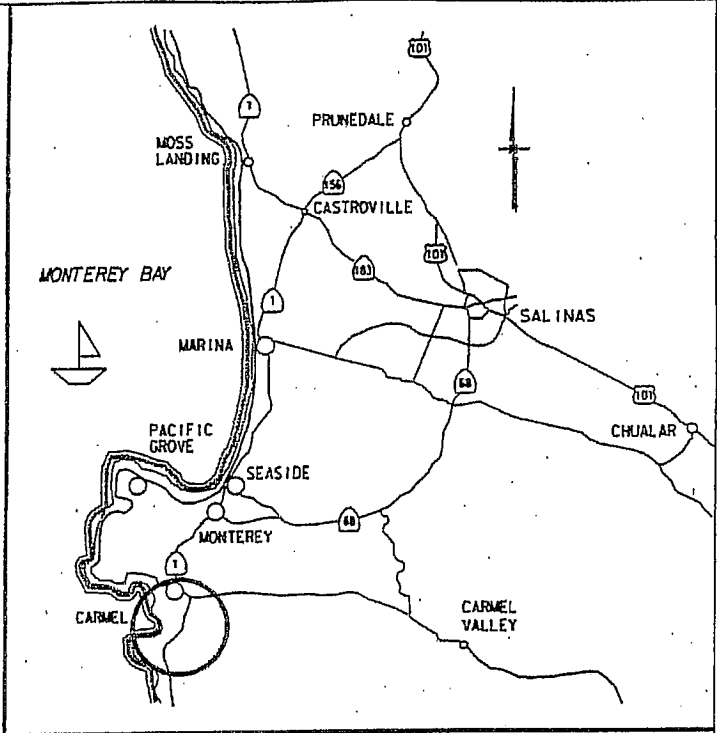 101
1
PRUNEDALE
MOSS
LANDING
156
CASTROVILLE
101
183
MONTEREY BAY
1
SALINAS
MARINA
68
101
CHUALAR
PACIFIC
GROVE
SEASIDE
68
MONTEREY
1
CARMEL
CARMEL
VALLEY